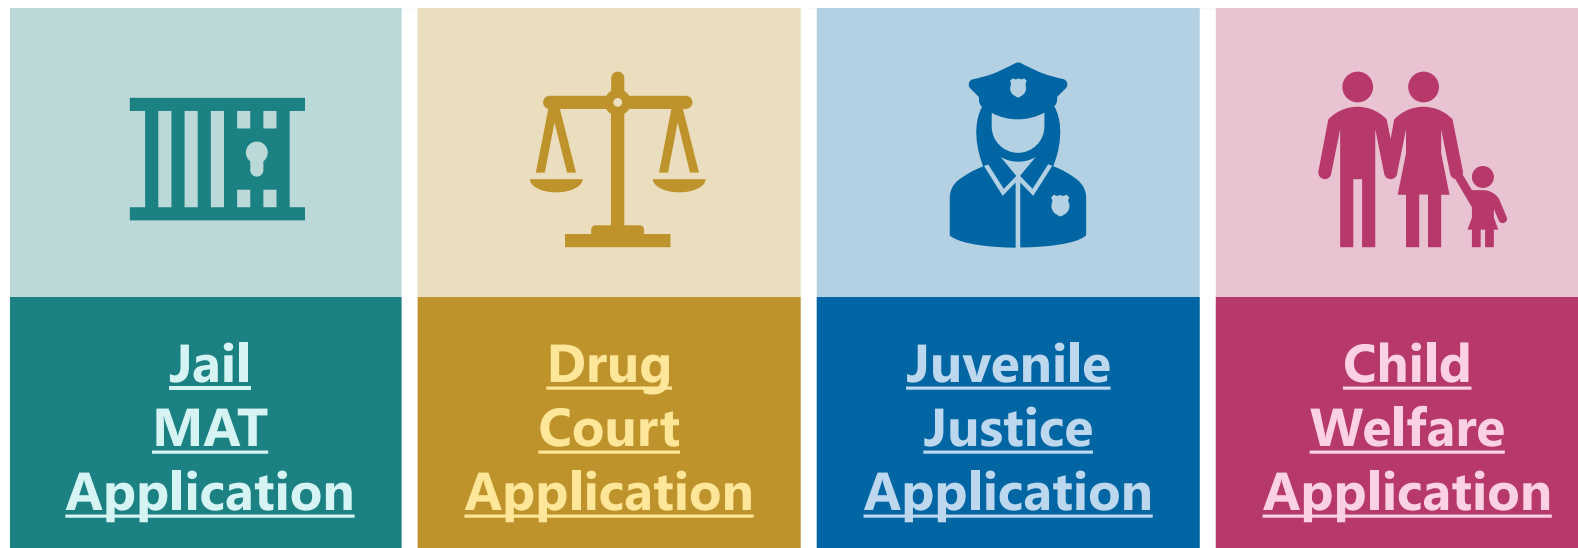 Jail
MAT
Application
Drug
Court
Application
Juvenile
Justice
Application
Child
Welfare
Application